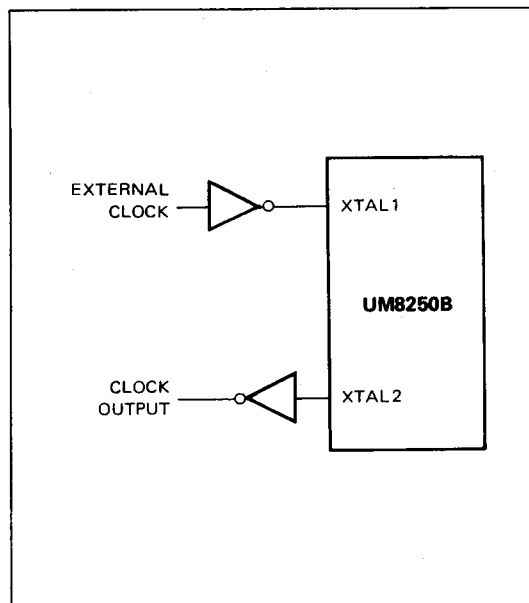 EXTERNAL
CLOCK
XTAL1
UM8250B
CLOCK
OUTPUT
XTAL2